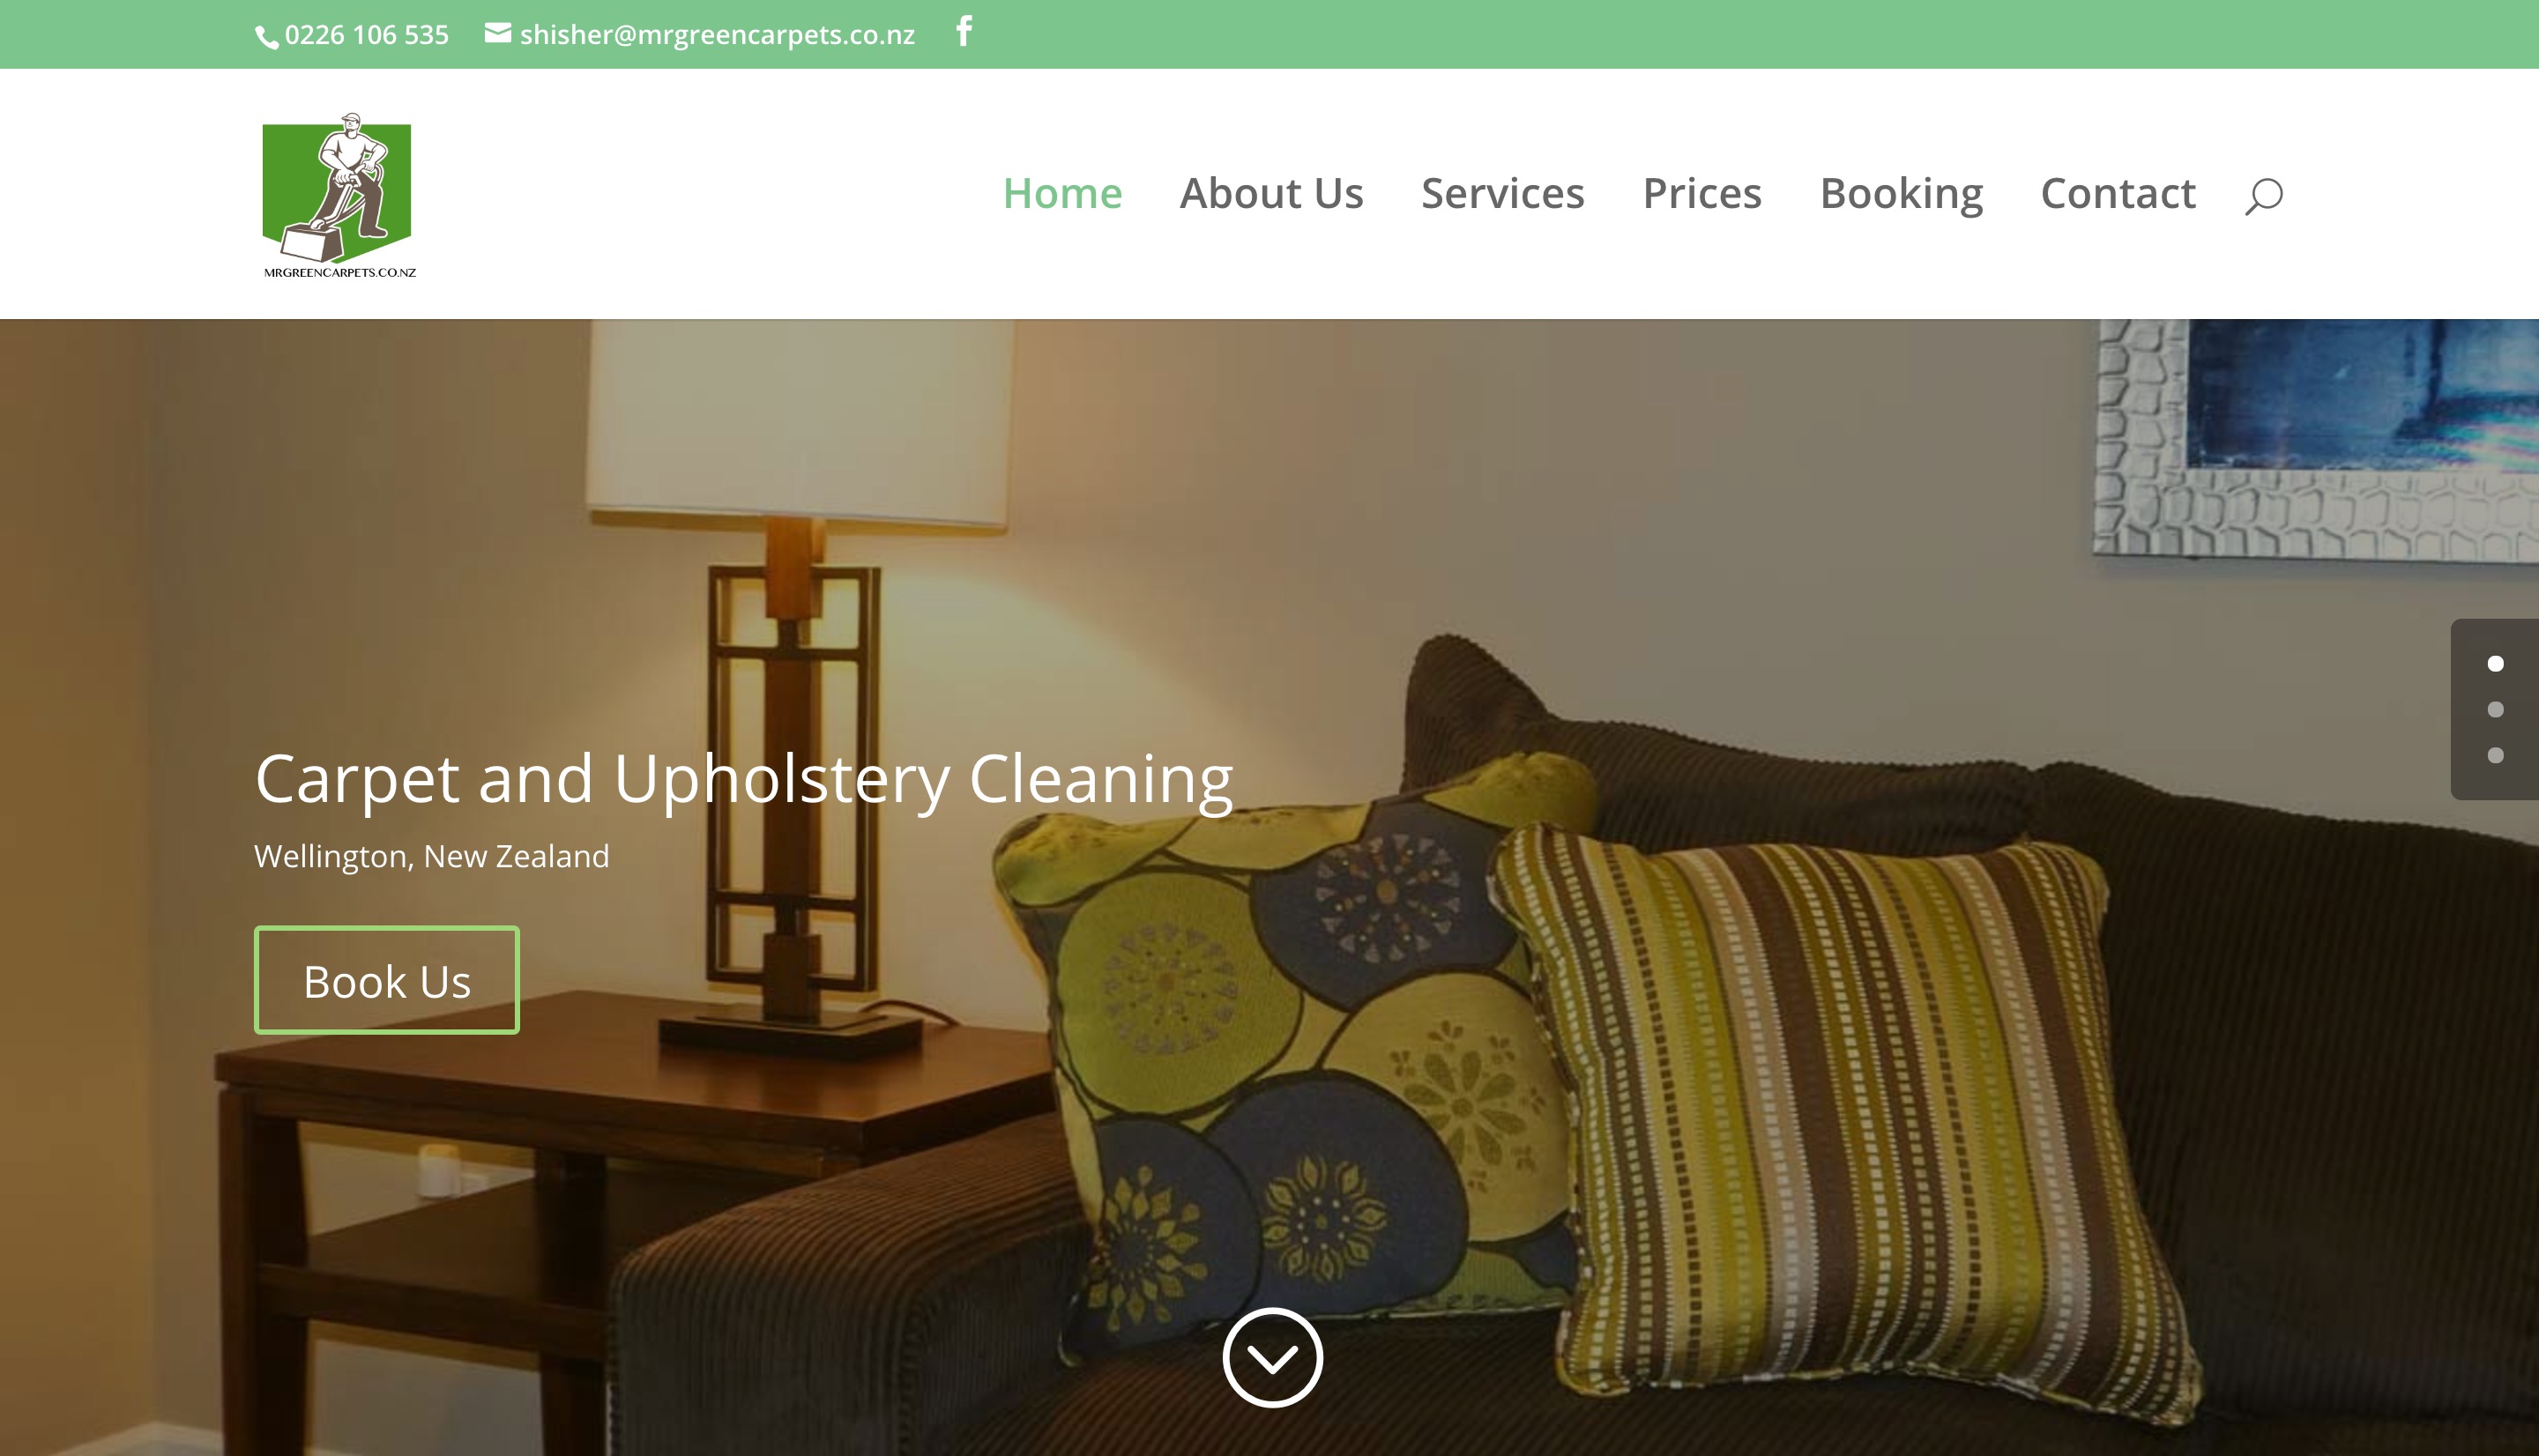 0226 106 535 shisher@mrgreencarpets.co.nz
MRGREENCARPETS.CO.NZ
Home About Us Services Prices Booking Contact
Carpet and Upholstery Cleaning
Wellington, New Zealand
Book Us